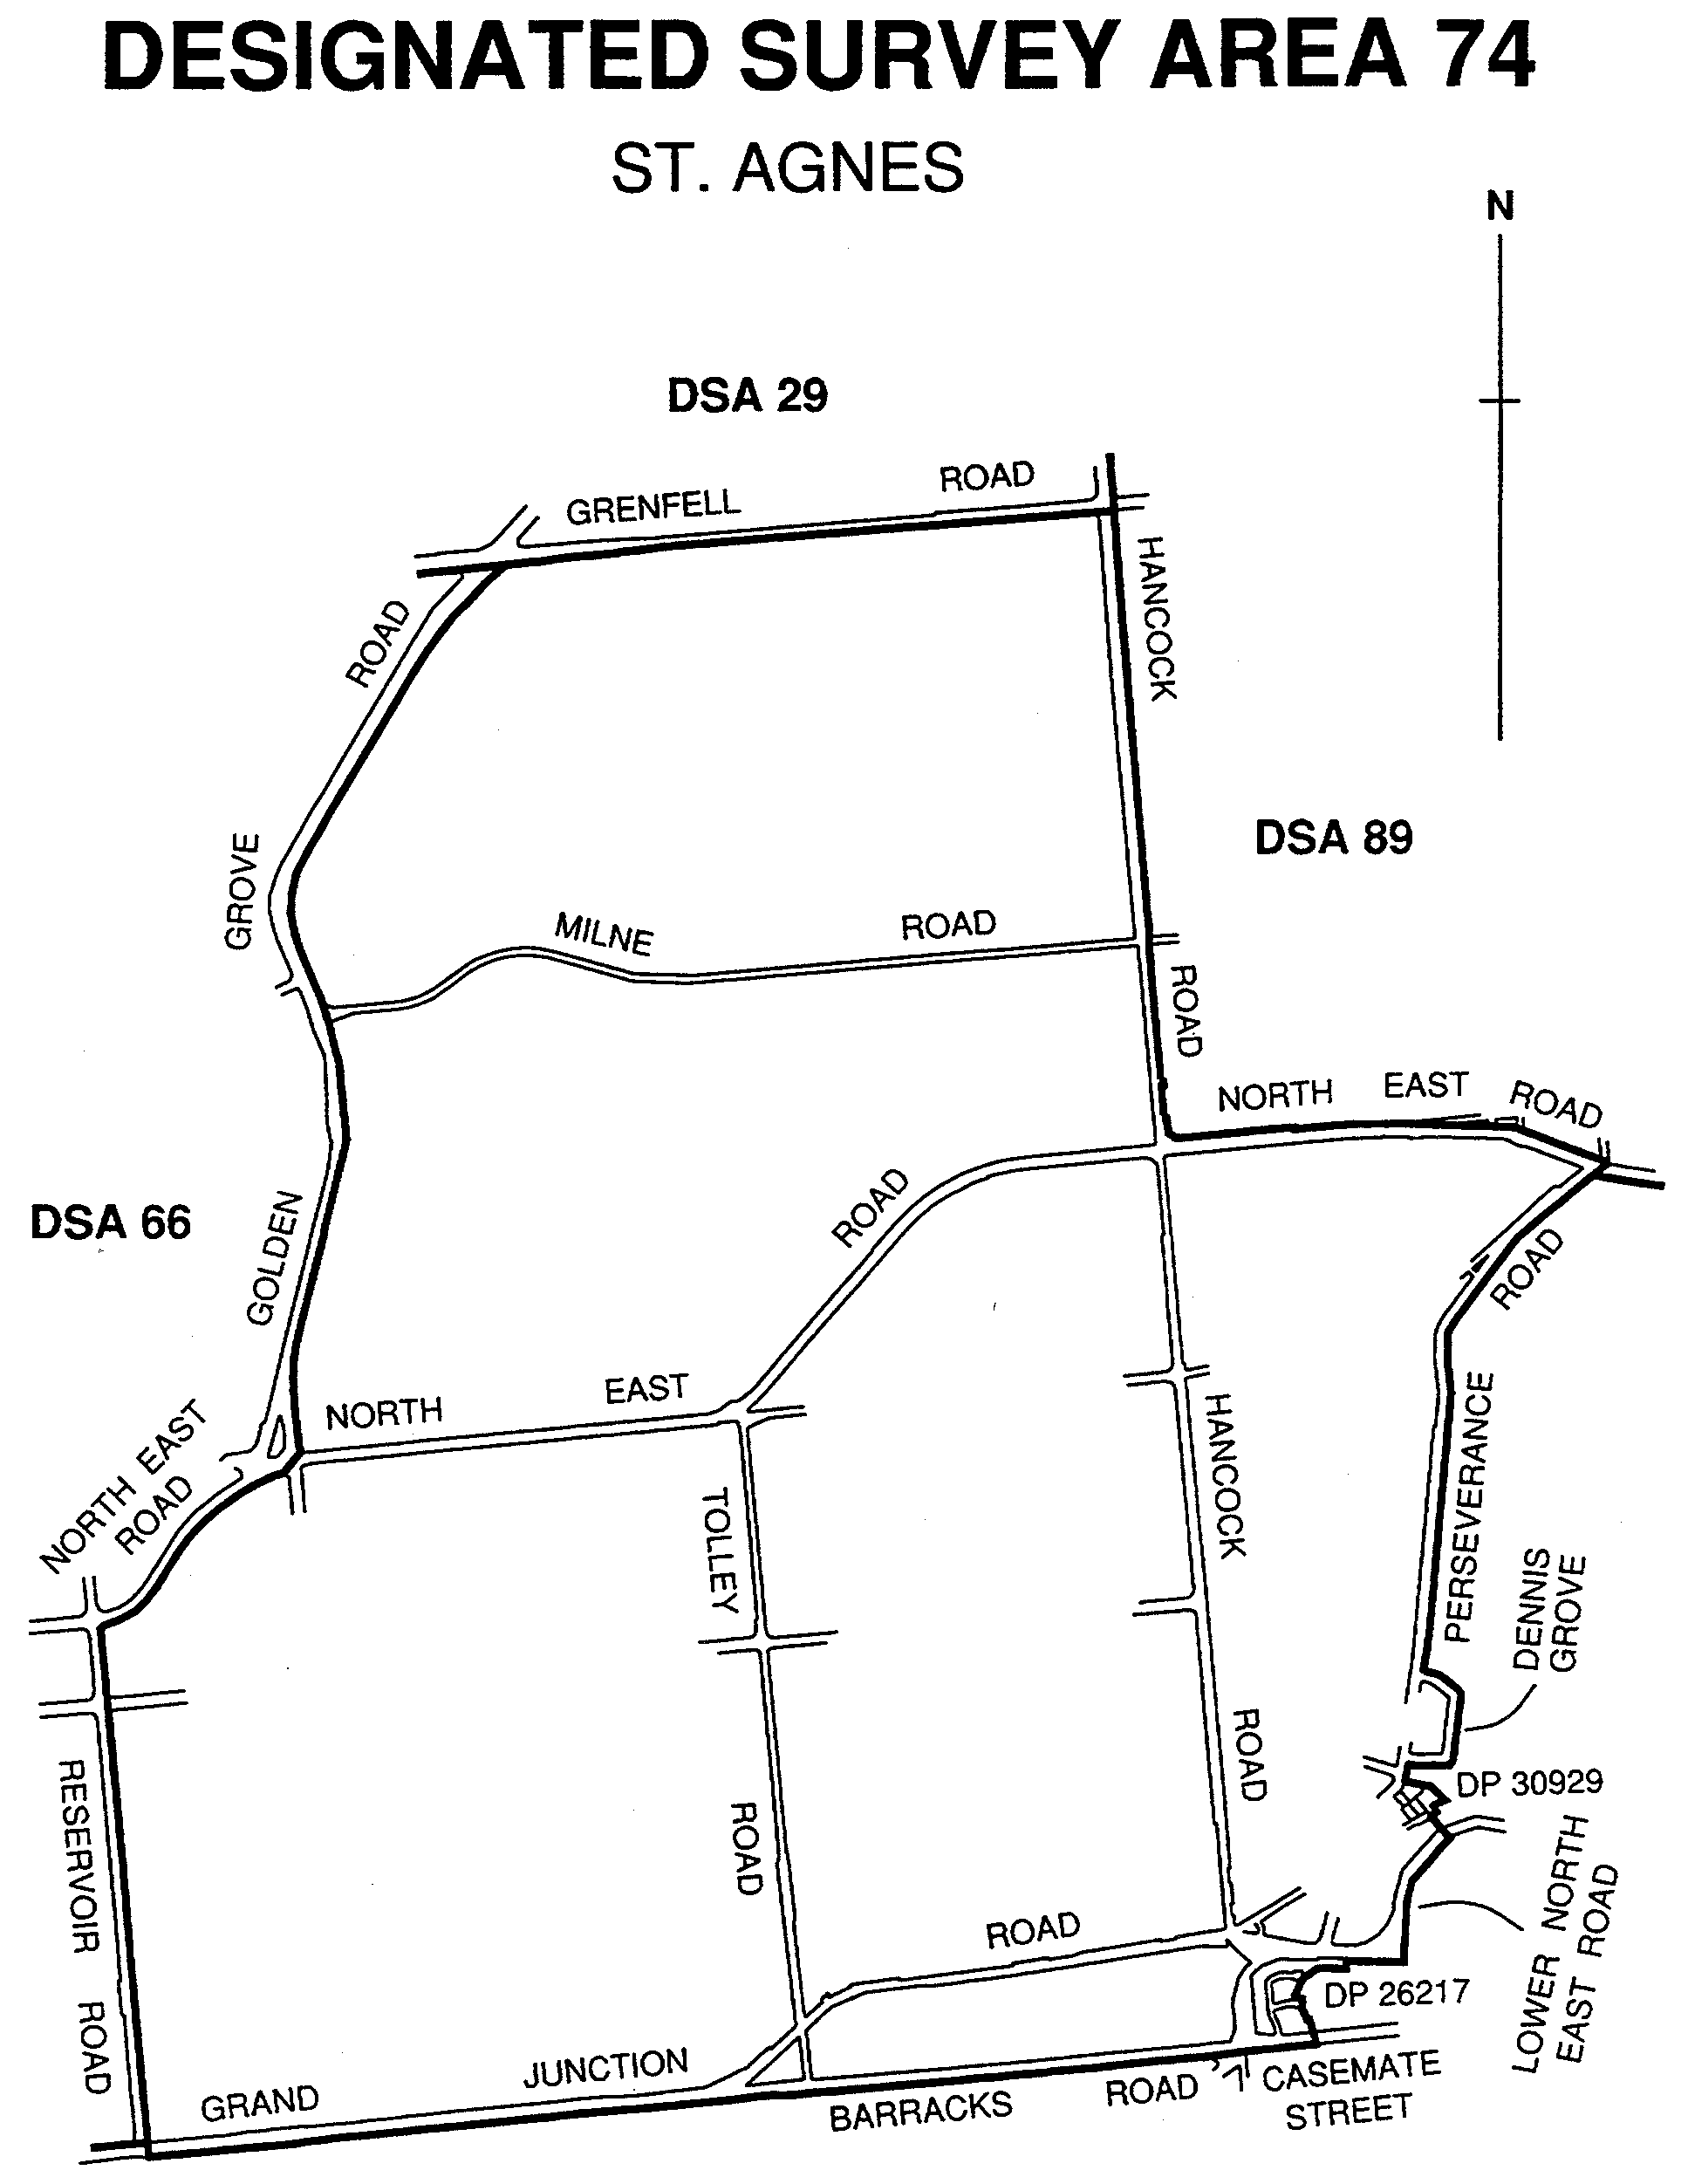 DESIGNATED SURVEY AREA 74
ST. AGNES
N
DSA 29
GRENFELL ROAD
HANCOCK
ROAD
GROVE
DSA 89
MILNE ROAD
ROAD
NORTH EAST ROAD
DSA 66
GOLDEN
ROAD
ROAD
NORTH EAST
NORTH EAST
ROAD
TOLLEY
HANCOCK
PERSEVERANCE
DENNIS
GROVE
RESERVOIR
ROAD
ROAD
DP 30929
LOWER NORTH
EAST ROAD
ROAD
DP 26217
ROAD
GRAND JUNCTION
BARRACKS ROAD
CASEMATE
STREET